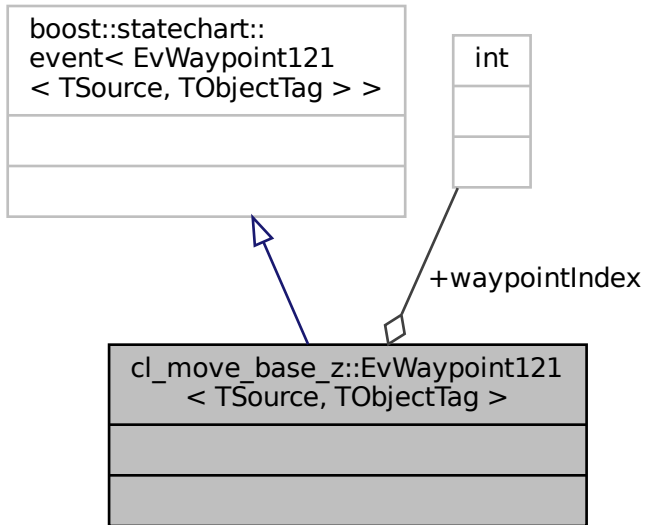 boost::statechart::
event< EvWaypoint121
< TSource, TObjectTag > >
int
+waypointIndex
cl_move_base_z::EvWaypoint121
< TSource, TObjectTag >